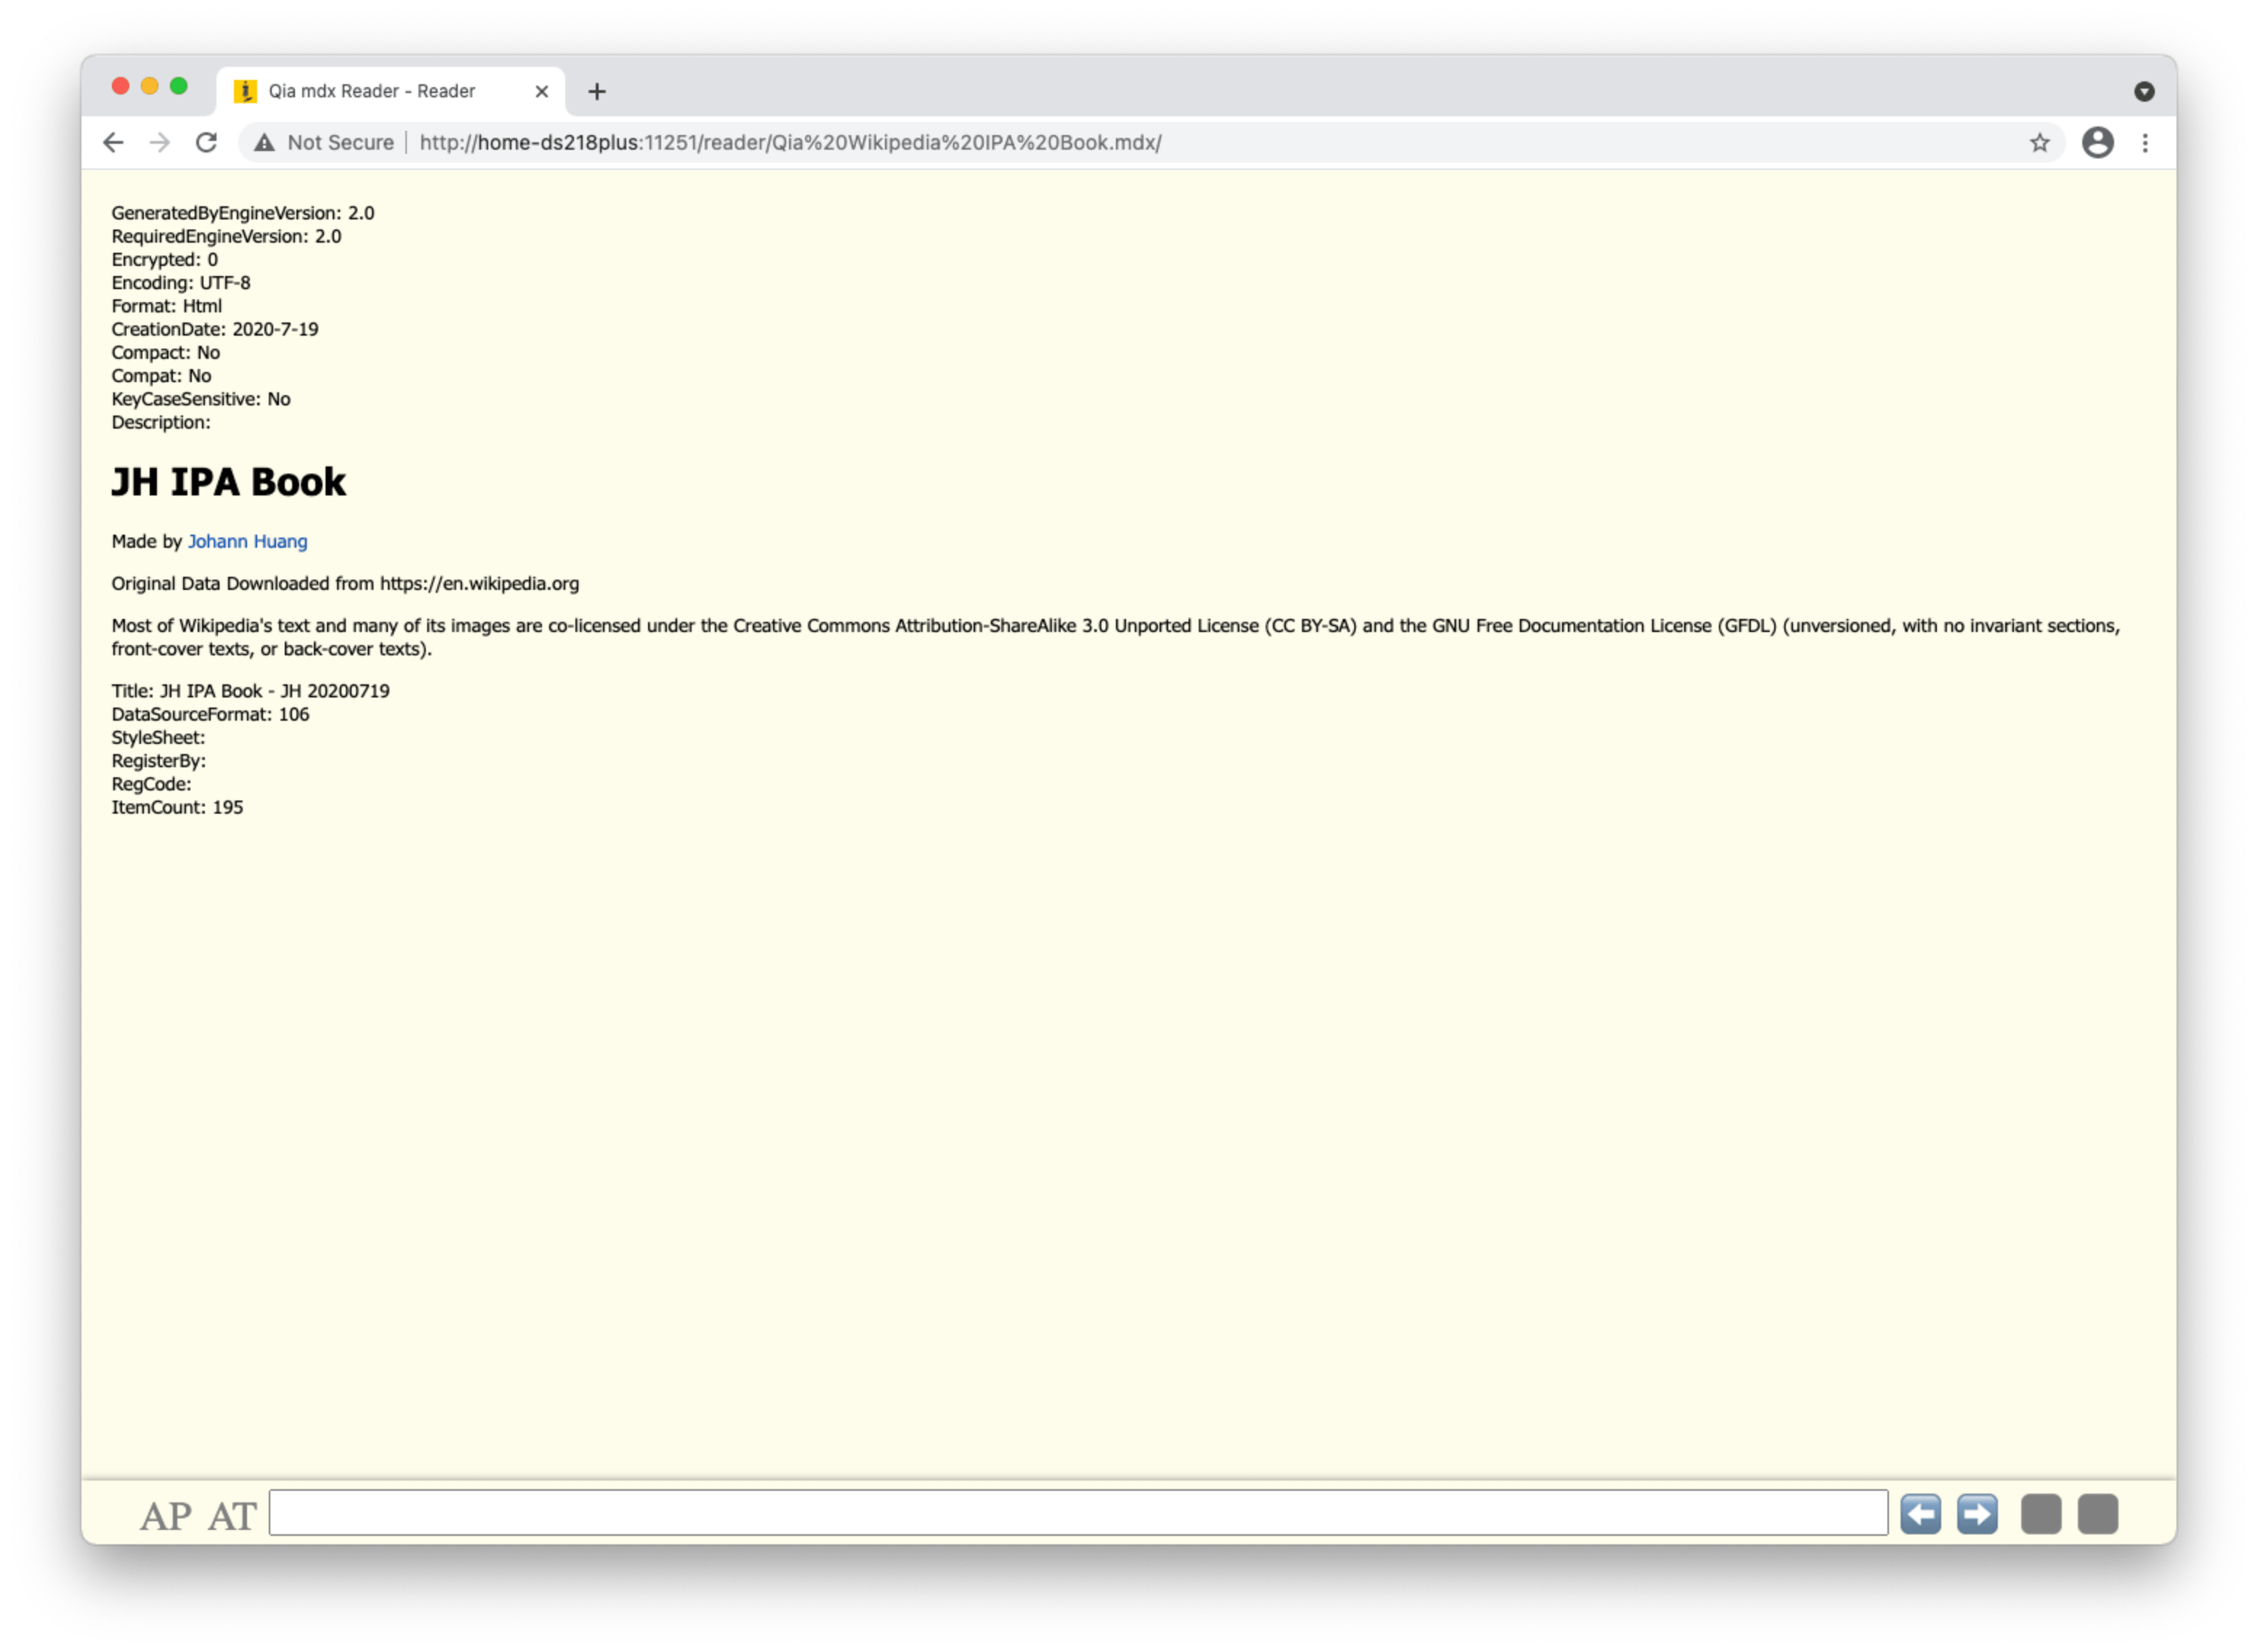 Qia mdx Reader - Reader
Not Secure | http://home-ds218plus:11251/reader/Qia%20Wikipedia%20IPA%20Book.mdx/
GeneratedByEngineVersion: 2.0
RequiredEngineVersion: 2.0
Encrypted: 0
Encoding: UTF-8
Format: Html
CreationDate: 2020-7-19
Compact: No
Compat: No
KeyCaseSensitive: No
Description:
JH IPA Book
Made by Johann Huang
Original Data Downloaded from https://en.wikipedia.org
Most of Wikipedia's text and many of its images are co-licensed under the Creative Commons Attribution-ShareAlike 3.0 Unported License (CC BY-SA) and the GNU Free Documentation License (GFDL) (unversioned, with no invariant sections,
front-cover texts, or back-cover texts).
Title: JH IPA Book - JH 20200719
DataSourceFormat: 106
StyleSheet:
RegisterBy:
RegCode:
ItemCount: 195
AP AT